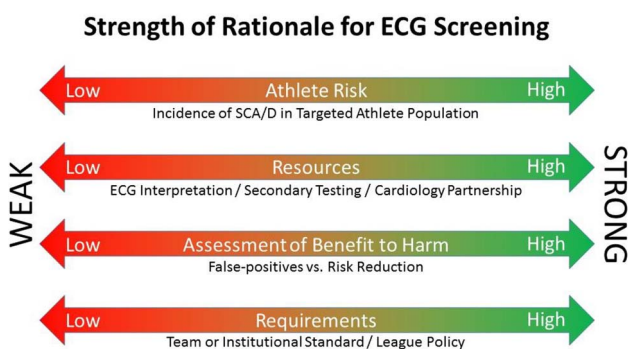 Strength of Rationale for ECG Screening
Low Athlete Risk High
Incidence of SCA/D in Targeted Athlete Population
Low Resources High
ECG Interpretation / Secondary Testing / Cardiology Partnership
WEAK
STRONG
Low Assessment of Benefit to Harm High
False-positives vs. Risk Reduction
Low Requirements High
Team or Institutional Standard / League Policy